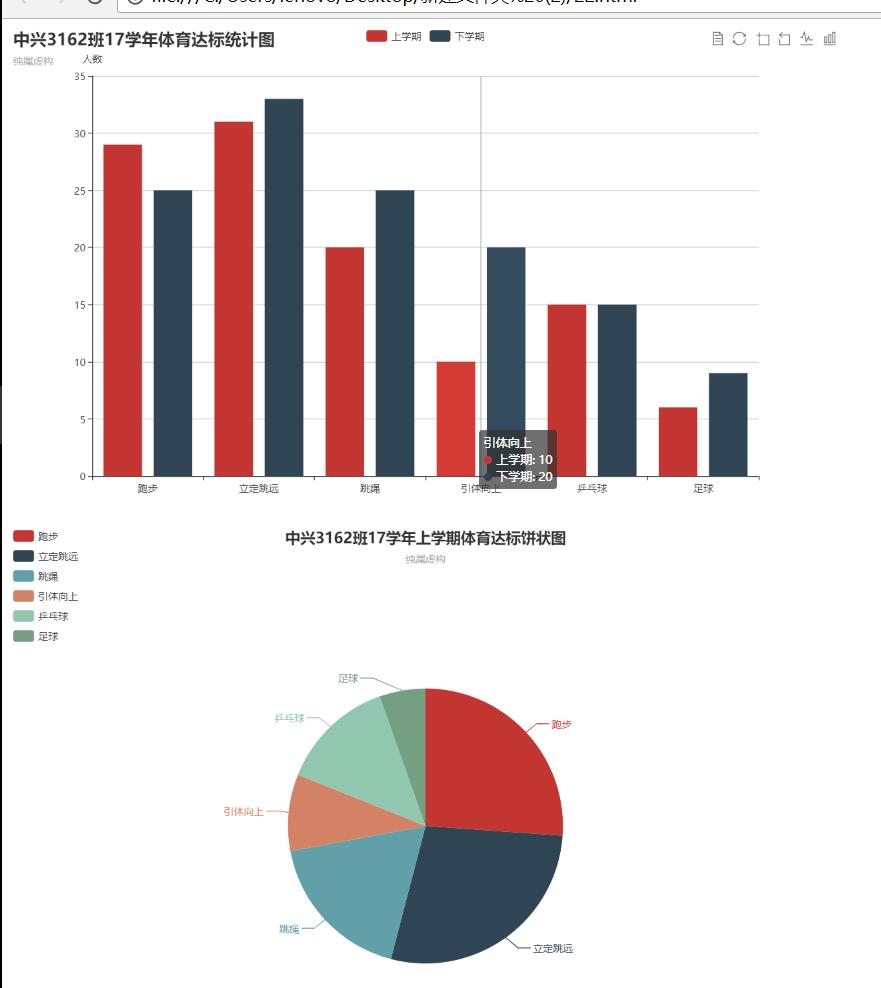 中兴3162班17学年体育达标统计图
纯属虚构
上学期 下学期
人数
35
30
25
20
15
10
5
0
引体向上
上学期: 10
下学期: 20
跑步 立定跳远 跳绳 引体向上 乒乓球 足球
跑步
立定跳远
跳绳
引体向上
乒乓球
足球
中兴3162班17学年上学期体育达标饼状图
纯属虚构
足球
乒乓球
跑步
引体向上
跳绳
立定跳远